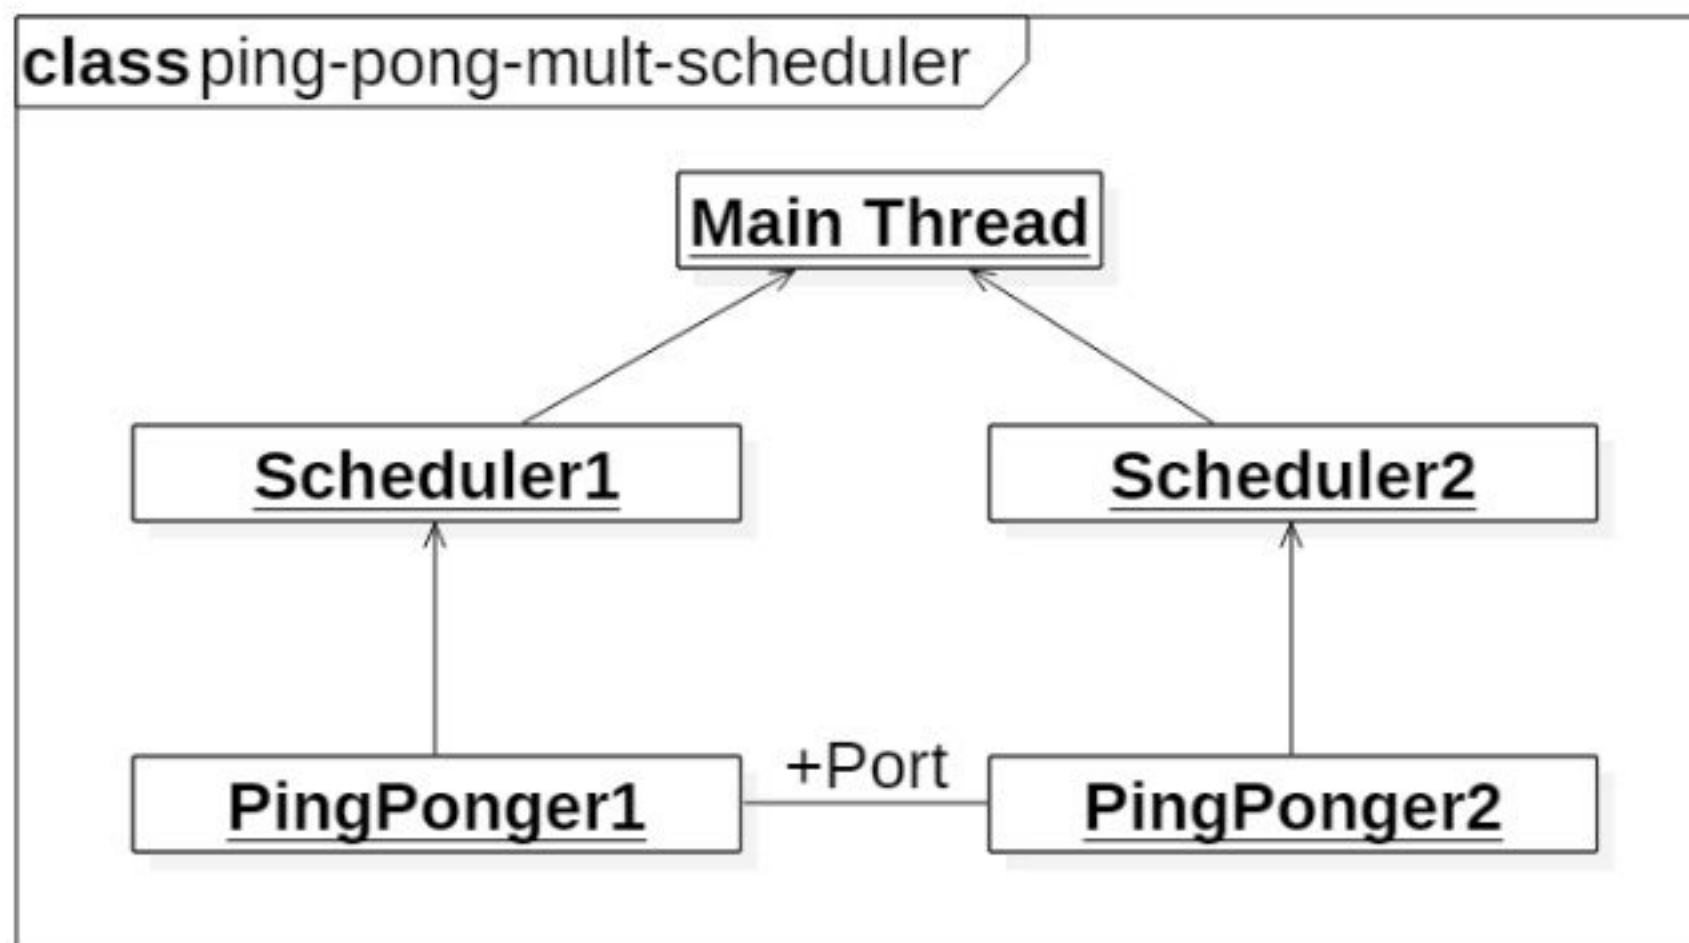 class ping-pong-mult-scheduler
Main Thread
Scheduler1
Scheduler2
+Port
PingPonger1
PingPonger2